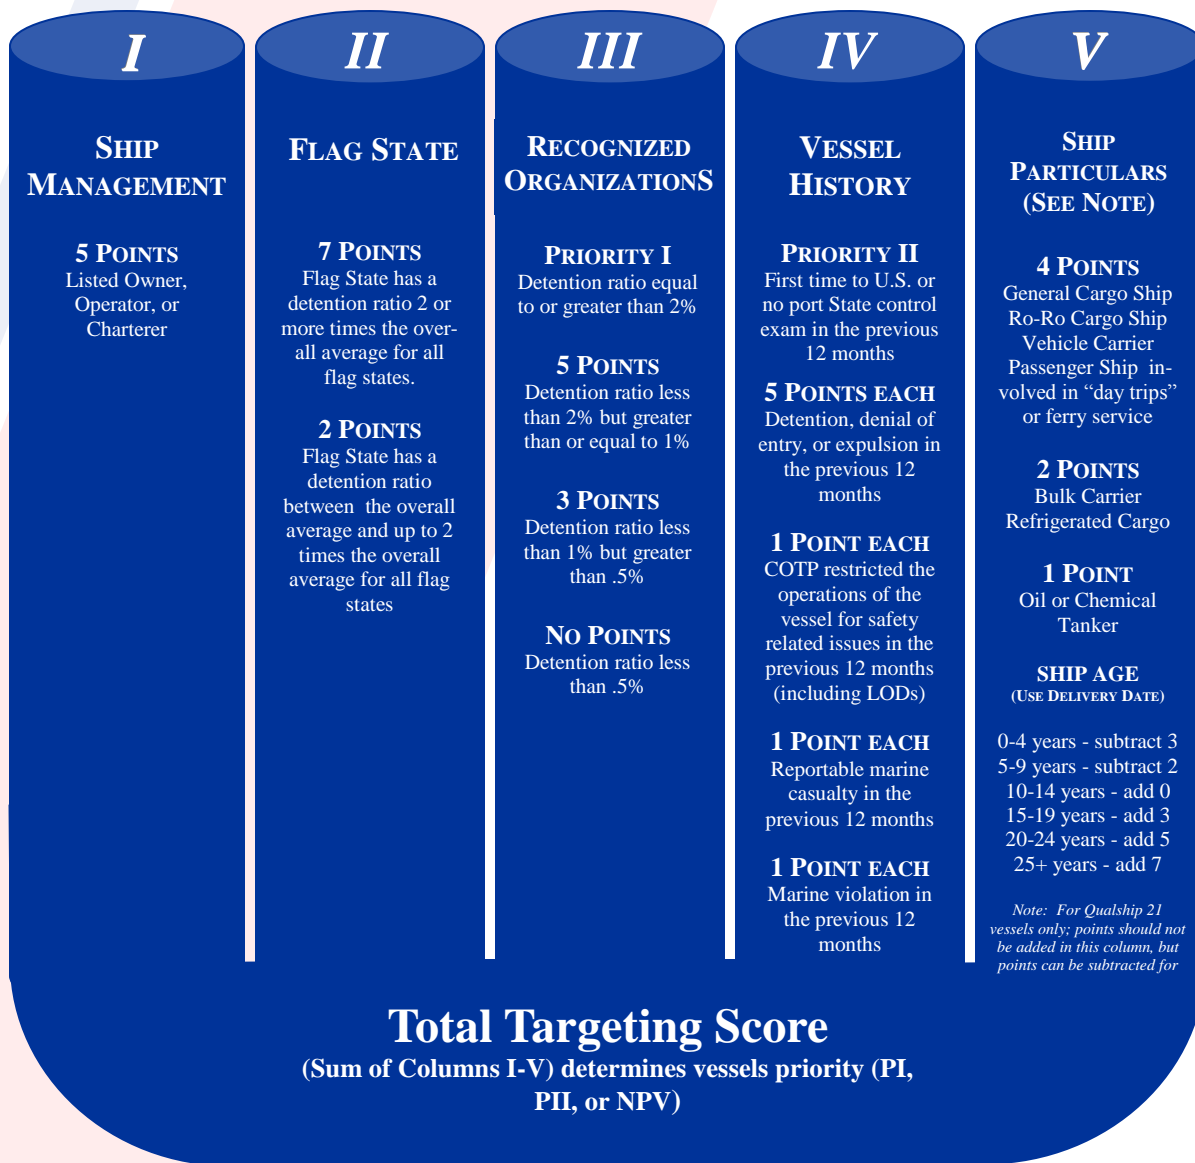 I
SHIP
MANAGEMENT
5 POINTS
Listed Owner,
Operator, or
Charterer
II
FLAG STATE
7 POINTS
Flag State has a
detention ratio 2 or
more times the over-
all average for all
flag states.
2 POINTS
Flag State has a
detention ratio
between the overall
average and up to 2
times the overall
average for all flag
states
III
RECOGNIZED
ORGANIZATIONS
PRIORITY I
Detention ratio equal
to or greater than 2%
5 POINTS
Detention ratio less
than 2% but greater
than or equal to 1%
3 POINTS
Detention ratio less
than 1% but greater
than .5%
NO POINTS
Detention ratio less
than .5%
IV
VESSEL
HISTORY
PRIORITY II
First time to U.S. or
no port State control
exam in the previous
12 months
5 POINTS EACH
Detention, denial of
entry, or expulsion in
the previous 12
months
1 POINT EACH
COTP restricted the
operations of the
vessel for safety
related issues in the
previous 12 months
(including LODs)
1 POINT EACH
Reportable marine
casualty in the
previous 12 months
1 POINT EACH
Marine violation in
the previous 12
months
V
SHIP
PARTICULARS
(SEE NOTE)
4 POINTS
General Cargo Ship
Ro-Ro Cargo Ship
Vehicle Carrier
Passenger Ship in-
volved in “day trips”
or ferry service
2 POINTS
Bulk Carrier
Refrigerated Cargo
1 POINT
Oil or Chemical
Tanker
SHIP AGE
(USE DELIVERY DATE)
0-4 years - subtract 3
5-9 years - subtract 2
10-14 years - add 0
15-19 years - add 3
20-24 years - add 5
25+ years - add 7
Note: For Qualship 21
vessels only; points should not
be added in this column, but
points can be subtracted for
Total Targeting Score
(Sum of Columns I-V) determines vessels priority (PI,
PII, or NPV)